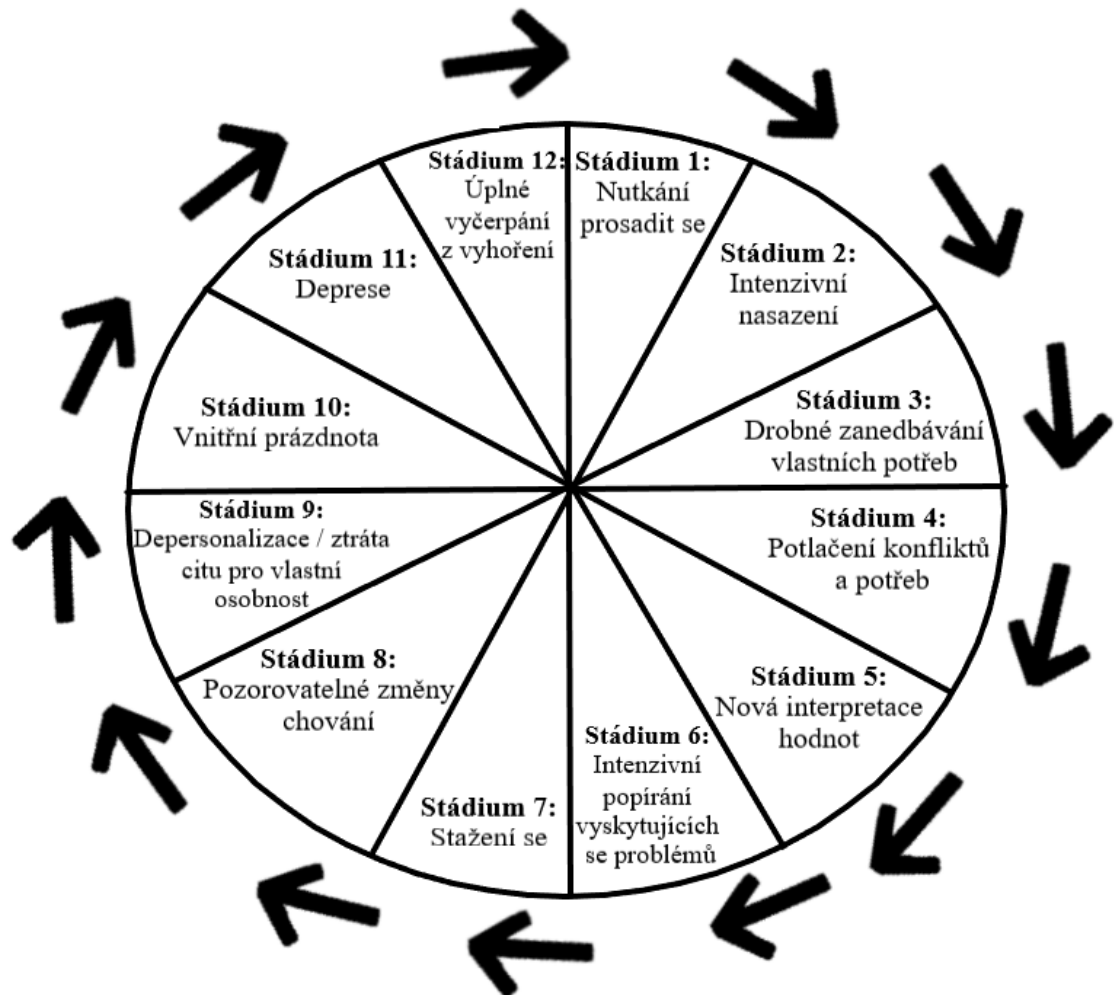 Stádium 1:
Nutkání
prosadit se
Stádium 2:
Intenzivní
nasazení
Stádium 3:
Drobné zanedbávání
vlastních potřeb
Stádium 4:
Potlačení konfliktů
a potřeb
Stádium 5:
Nová interpretace
hodnot
Stádium 6:
Intenzivní
popírání
vyskytujících
se problémů
Stádium 7:
Stažení se
Stádium 8:
Pozorovatelné změny
chování
Stádium 9:
Depersonalizace / ztráta
citu pro vlastní
osobnost
Stádium 10:
Vnitřní prázdnota
Stádium 11:
Deprese
Stádium 12:
Úplné
vyčerpání
z vyhoření